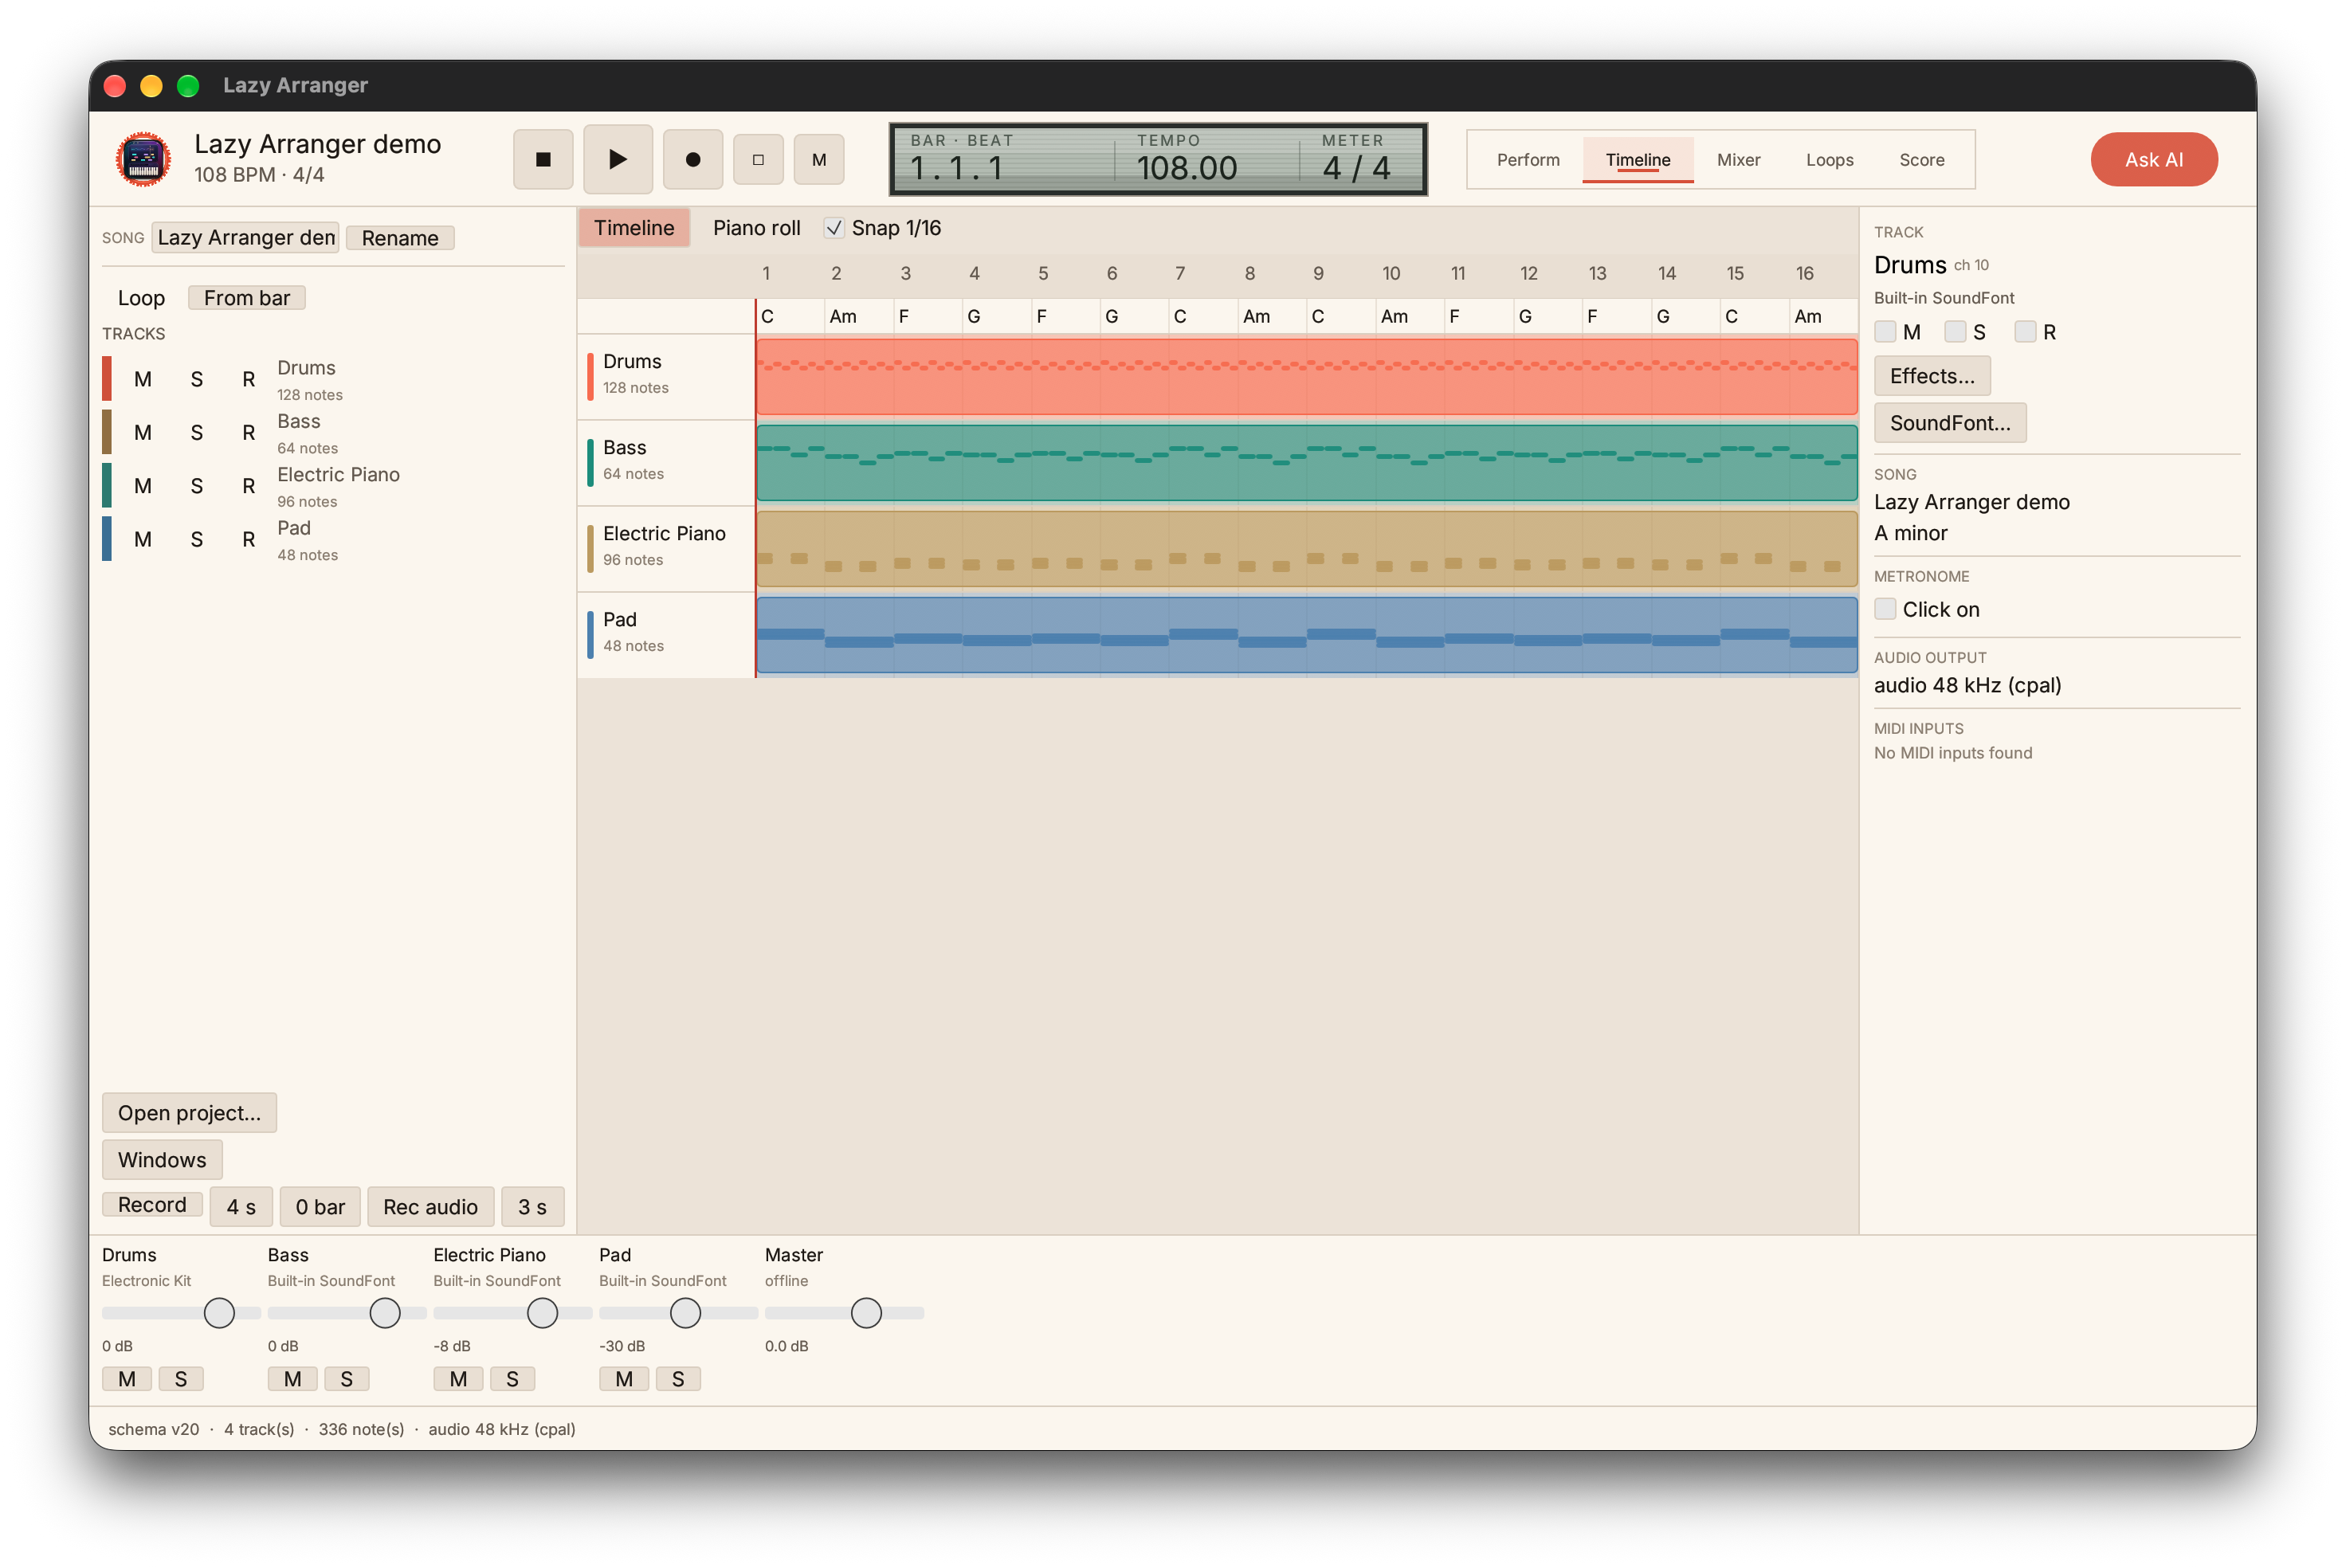 Lazy Arranger
Lazy Arranger demo
108 BPM · 4/4
M
BAR · BEAT TEMPO METER
1.1.1 108.00 4 / 4
Perform Timeline Mixer Loops Score
Ask AI
SONG Lazy Arranger dem Rename
Loop From bar
TRACKS
M S R Drums
128 notes
M S R Bass
64 notes
M S R Electric Piano
96 notes
M S R Pad
48 notes
Open project...
Windows
Record 4 s 0 bar Rec audio 3 s
Timeline Piano roll Snap 1/16
1 2 3 4 5 6 7 8 9 10 11 12 13 14 15 16
C Am F G F G C Am C Am F G F G C Am
Drums
128 notes
Bass
64 notes
Electric Piano
96 notes
Pad
48 notes
TRACK
Drums ch 10
Built-in SoundFont
M S R
Effects...
SoundFont...
SONG
Lazy Arranger demo
A minor
METRONOME
Click on
AUDIO OUTPUT
audio 48 kHz (cpal)
MIDI INPUTS
No MIDI inputs found
Drums Bass Electric Piano Pad Master
Electronic Kit Built-in SoundFont Built-in SoundFont Built-in SoundFont offline
0 dB 0 dB -8 dB -30 dB 0.0 dB
M S M S M S M S
schema v20 · 4 track(s) · 336 note(s) · audio 48 kHz (cpal)